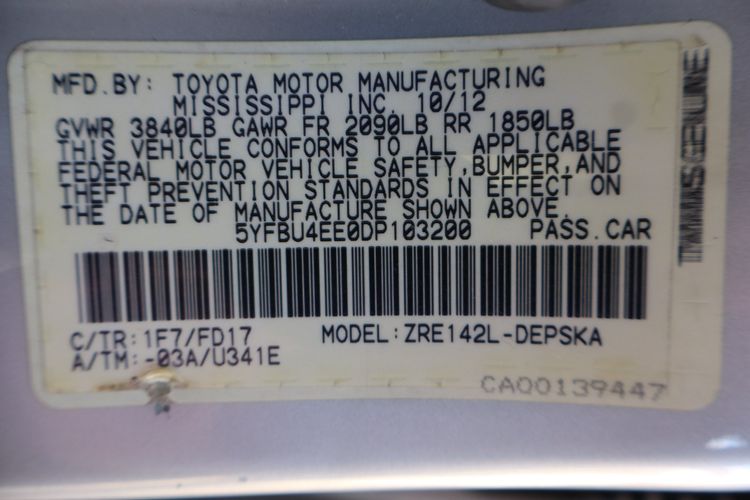 MFD.BY: TOYOTA MOTOR MANUFACTURING
MISSISSIPPI INC. 10/12
GVWR 3840LB GAWR FR 2090LB RR 1850LB
THIS VEHICLE CONFORMS TO ALL APPLICABLE
FEDERAL MOTOR VEHICLE SAFETY,BUMPER,AND
THEFT PREVENTION STANDARDS IN EFFECT ON
THE DATE OF MANUFACTURE SHOWN ABOVE.
5YFBU4EE0DP103200 PASS.CAR
C/TR:1F7/FD17 MODEL:ZRE142L-DEPSKA
A/TM:-03A/U341E
CA00139447
GENUINE